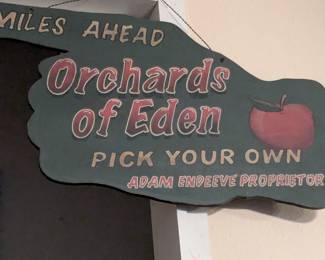 MILES AHEAD
Orchards
of Eden
PICK YOUR OWN
ADAM ENDEEVE PROPRIETOR